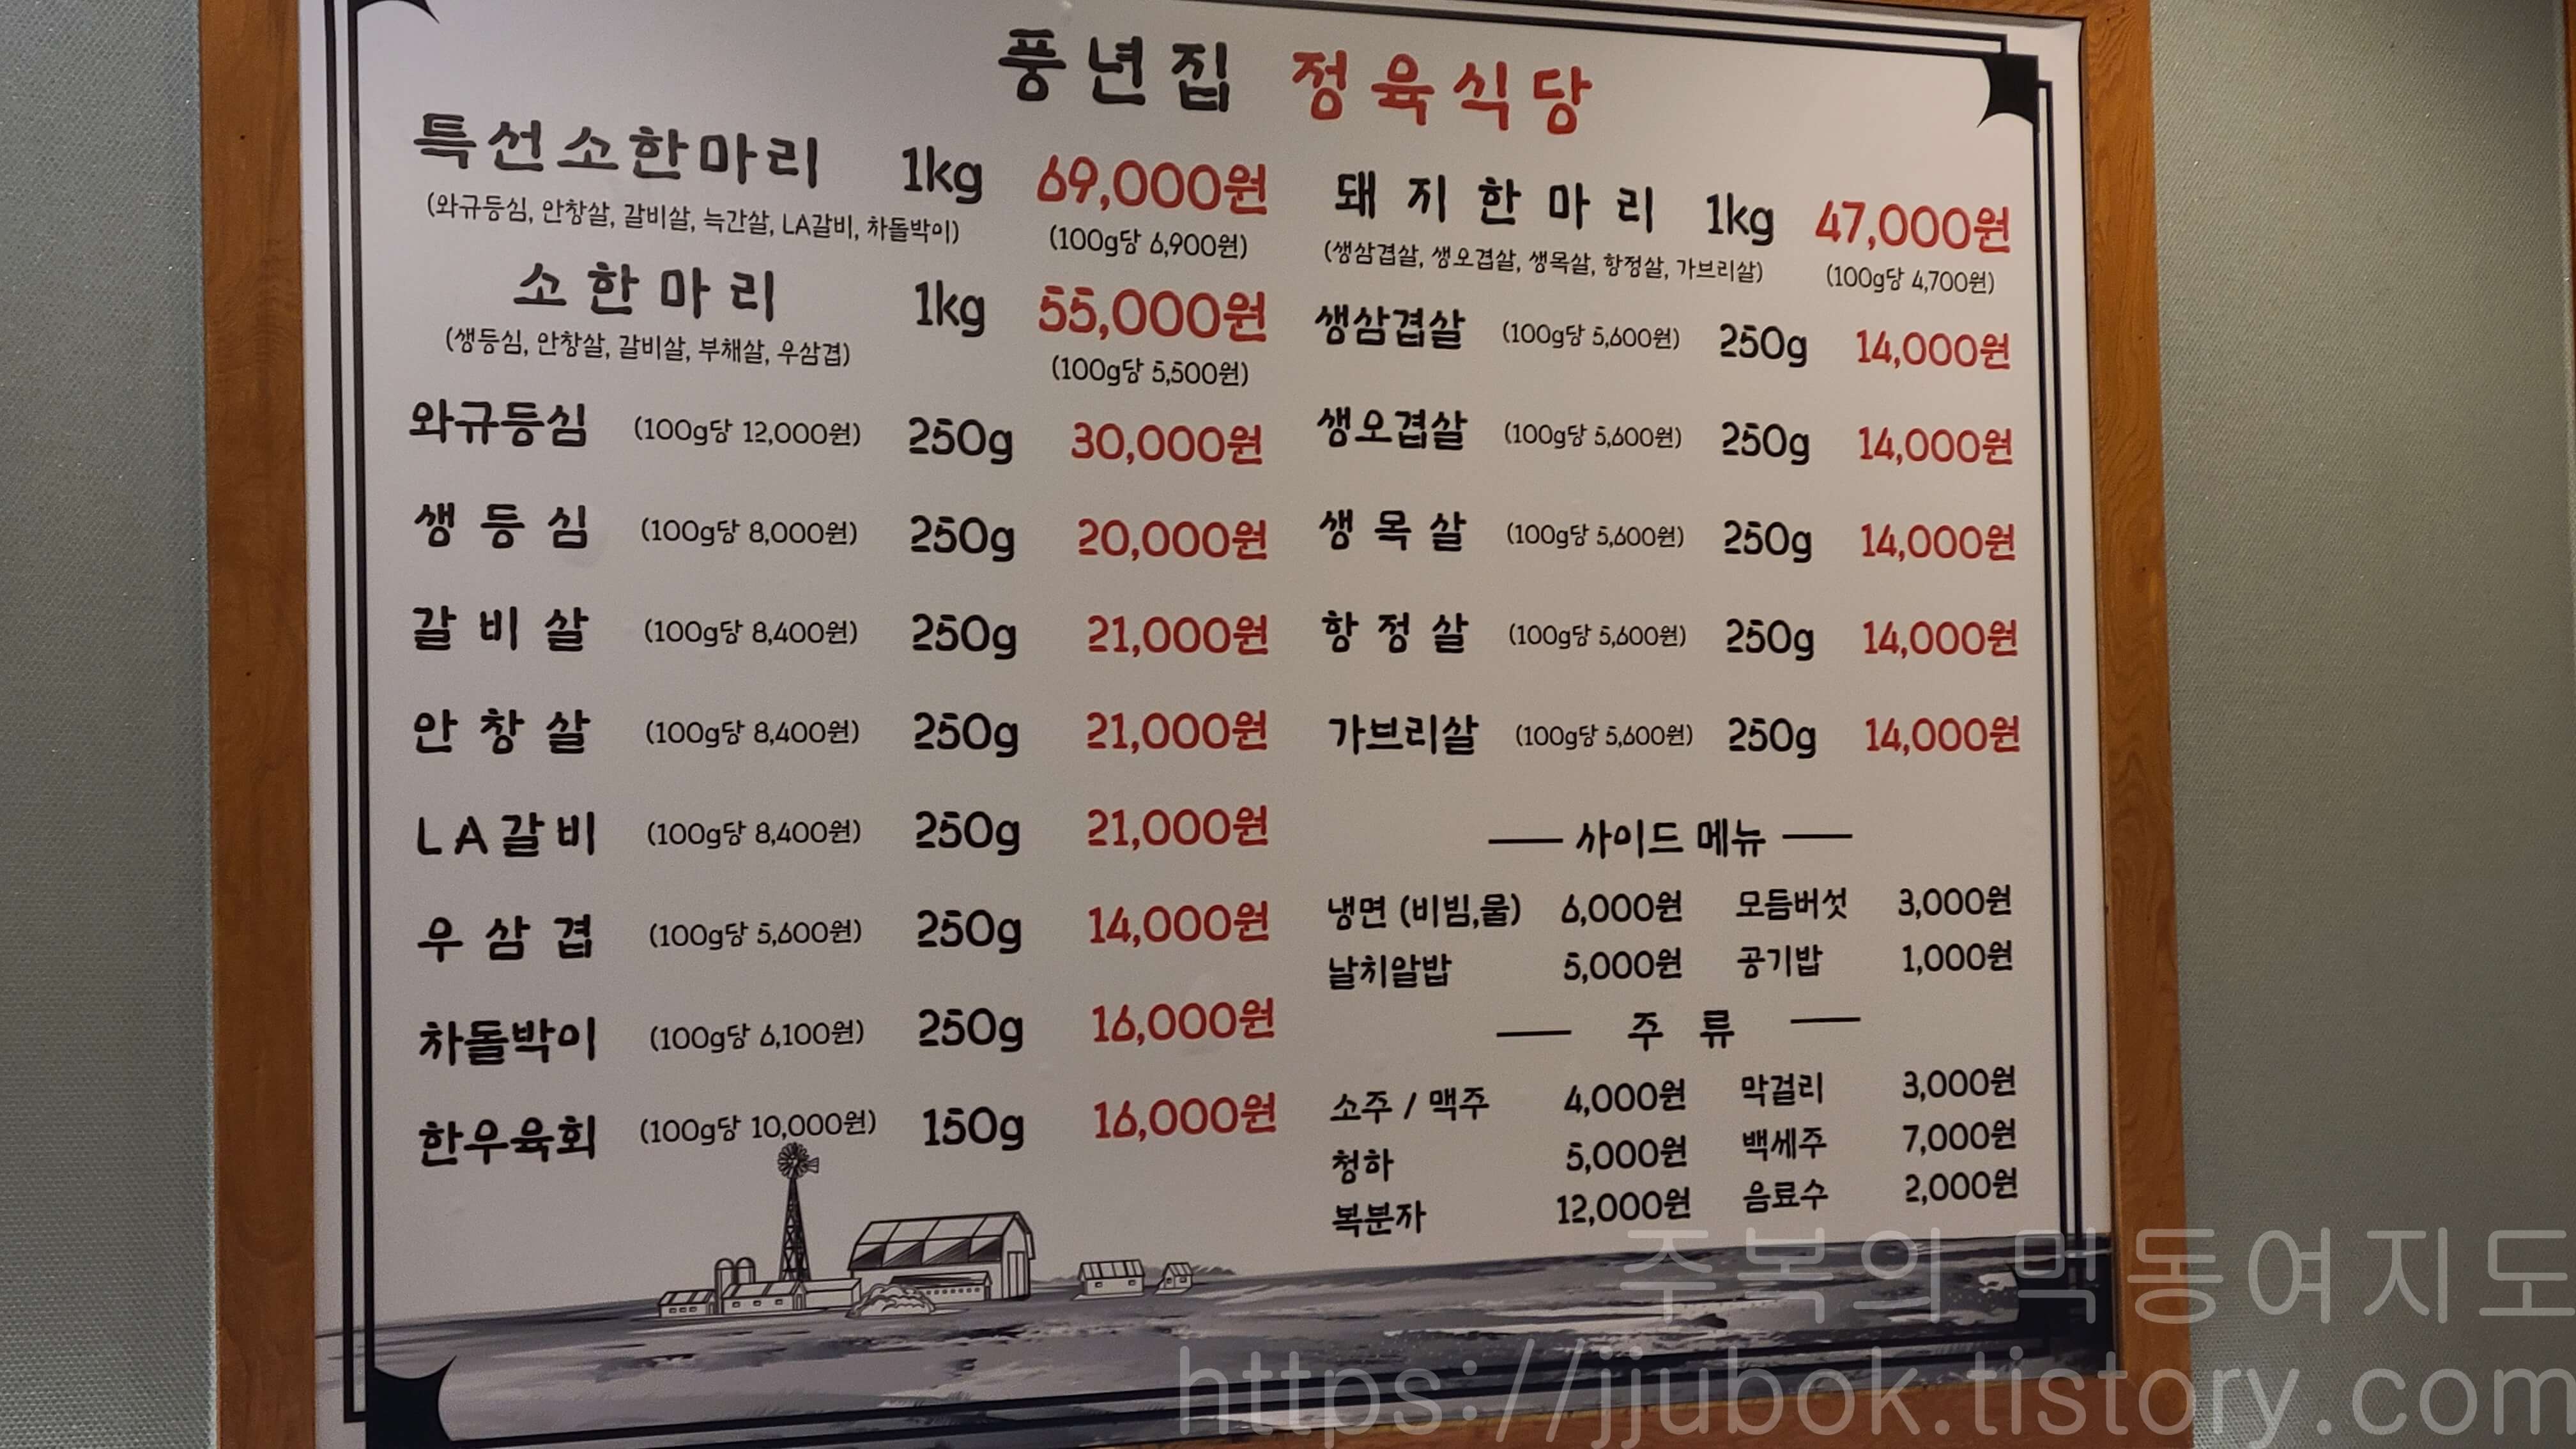 풍년집 정육식당
특선소한마리 1kg 69,000원
(와규등심, 안창살, 갈비살, 늑간살, LA갈비, 차돌박이) (100g당 6,900원)
소한마리 1kg 55,000원
(생등심, 안창살, 갈비살, 부채살, 우삼겹) (100g당 5,500원)
와규등심 (100g당 12,000원) 250g 30,000원
생등심 (100g당 8,000원) 250g 20,000원
갈비살 (100g당 8,400원) 250g 21,000원
안창살 (100g당 8,400원) 250g 21,000원
LA갈비 (100g당 8,400원) 250g 21,000원
우삼겹 (100g당 5,600원) 250g 14,000원
차돌박이 (100g당 6,100원) 250g 16,000원
한우육회 (100g당 10,000원) 150g 16,000원
돼지한마리 1kg 47,000원
(생삼겹살, 생오겹살, 생목살, 항정살, 가브리살) (100g당 4,700원)
생삼겹살 (100g당 5,600원) 250g 14,000원
생오겹살 (100g당 5,600원) 250g 14,000원
생목살 (100g당 5,600원) 250g 14,000원
항정살 (100g당 5,600원) 250g 14,000원
가브리살 (100g당 5,600원) 250g 14,000원
사이드 메뉴
냉면 (비빔,물) 6,000원 모듬버섯 3,000원
날치알밥 5,000원 공기밥 1,000원
주류
소주 / 맥주 4,000원 막걸리 3,000원
청하 5,000원 백세주 7,000원
복분자 12,000원 음료수 2,000원
주복의 먹동여지도
https://jjubok.tistory.com